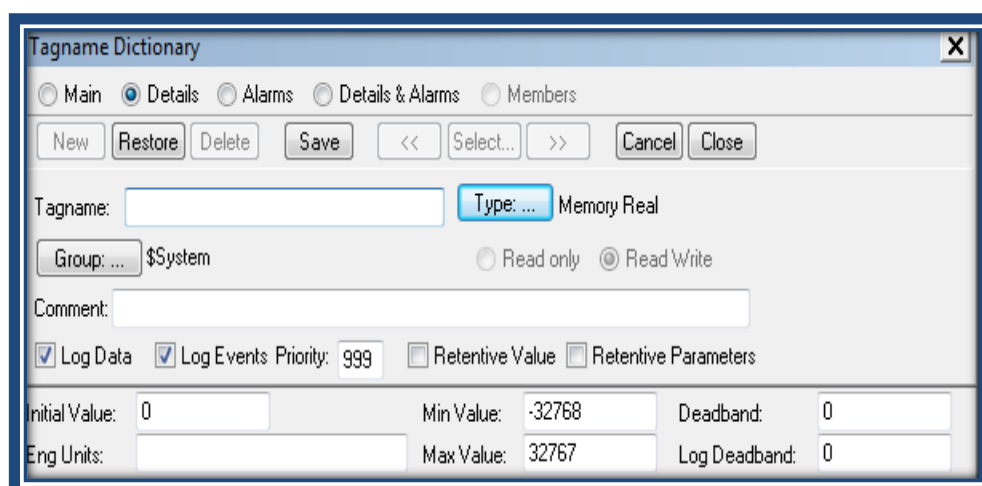 Tagname Dictionary X
Main Details Alarms Details & Alarms Members
New Restore Delete Save << Select... >> Cancel Close
Tagname: Type: ... Memory Real
Group: ... $System Read only Read Write
Comment:
Log Data Log Events Priority: 999 Retentive Value Retentive Parameters
Initial Value: 0 Min Value: -32768 Deadband: 0
Eng Units: Max Value: 32767 Log Deadband: 0